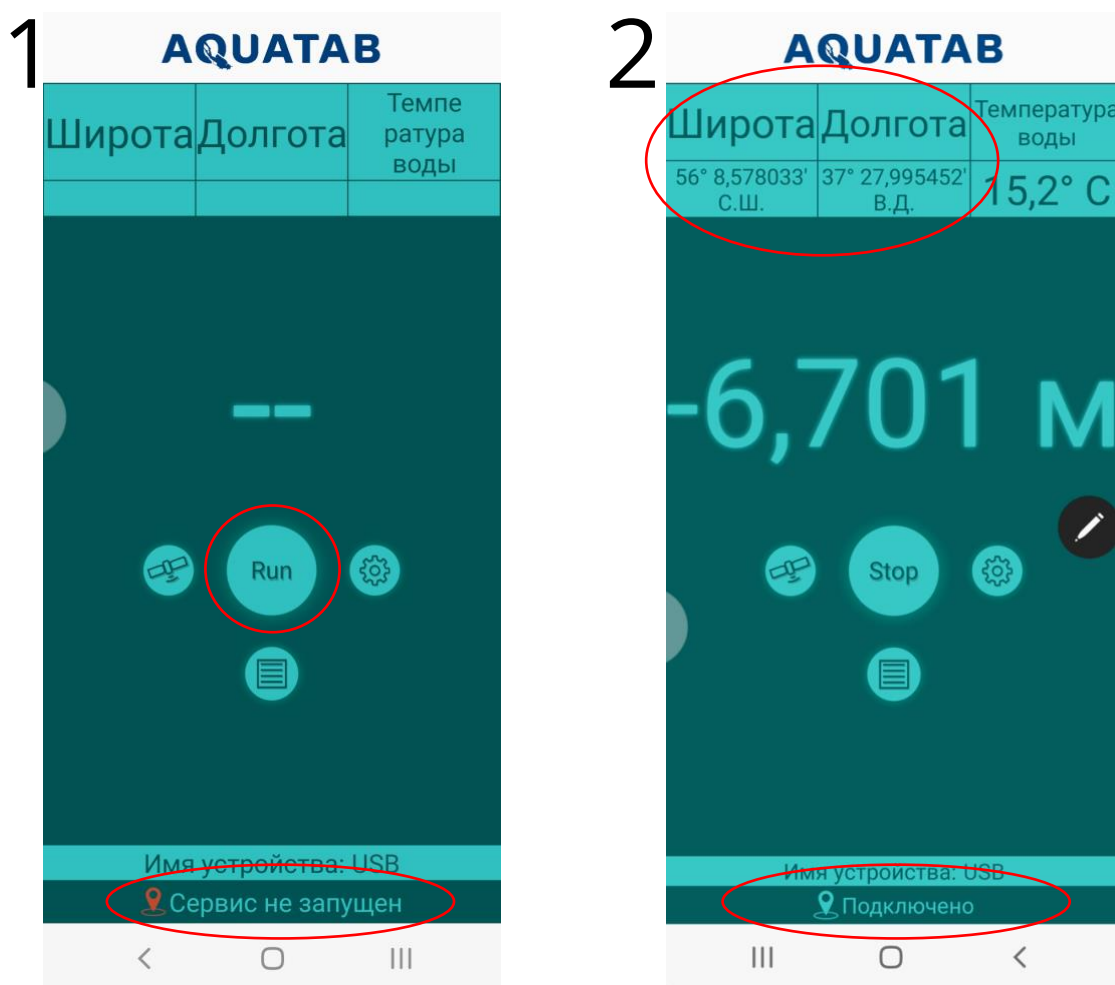 1
AQUATAB
Широта Долгота Темпе
ратура
воды
--
Run
Имя устройства: USB
Сервис не запущен
2
AQUATAB
Широта Долгота Температура
воды
56° 8,578033' 37° 27,995452' 15,2° C
С.Ш. В.Д.
-6,701 м
Stop
Имя устройства: USB
Подключено